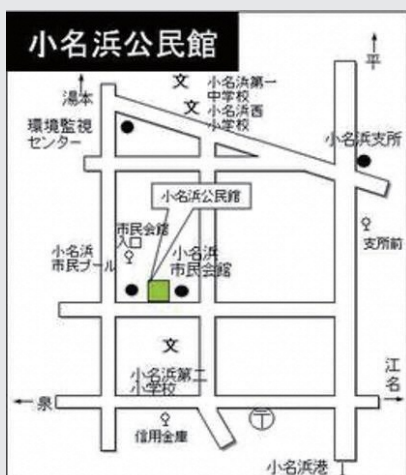 小名浜公民館
平
湯本
文
小名浜第一
中学校
文
小名浜西
小学校
環境監視
センター
小名浜支所
小名浜公民館
市民会館
入口
小名浜
市民プール
小名浜
市民会館
支所前
文
小名浜第二
小学校
江名
泉
信用金庫
小名浜港